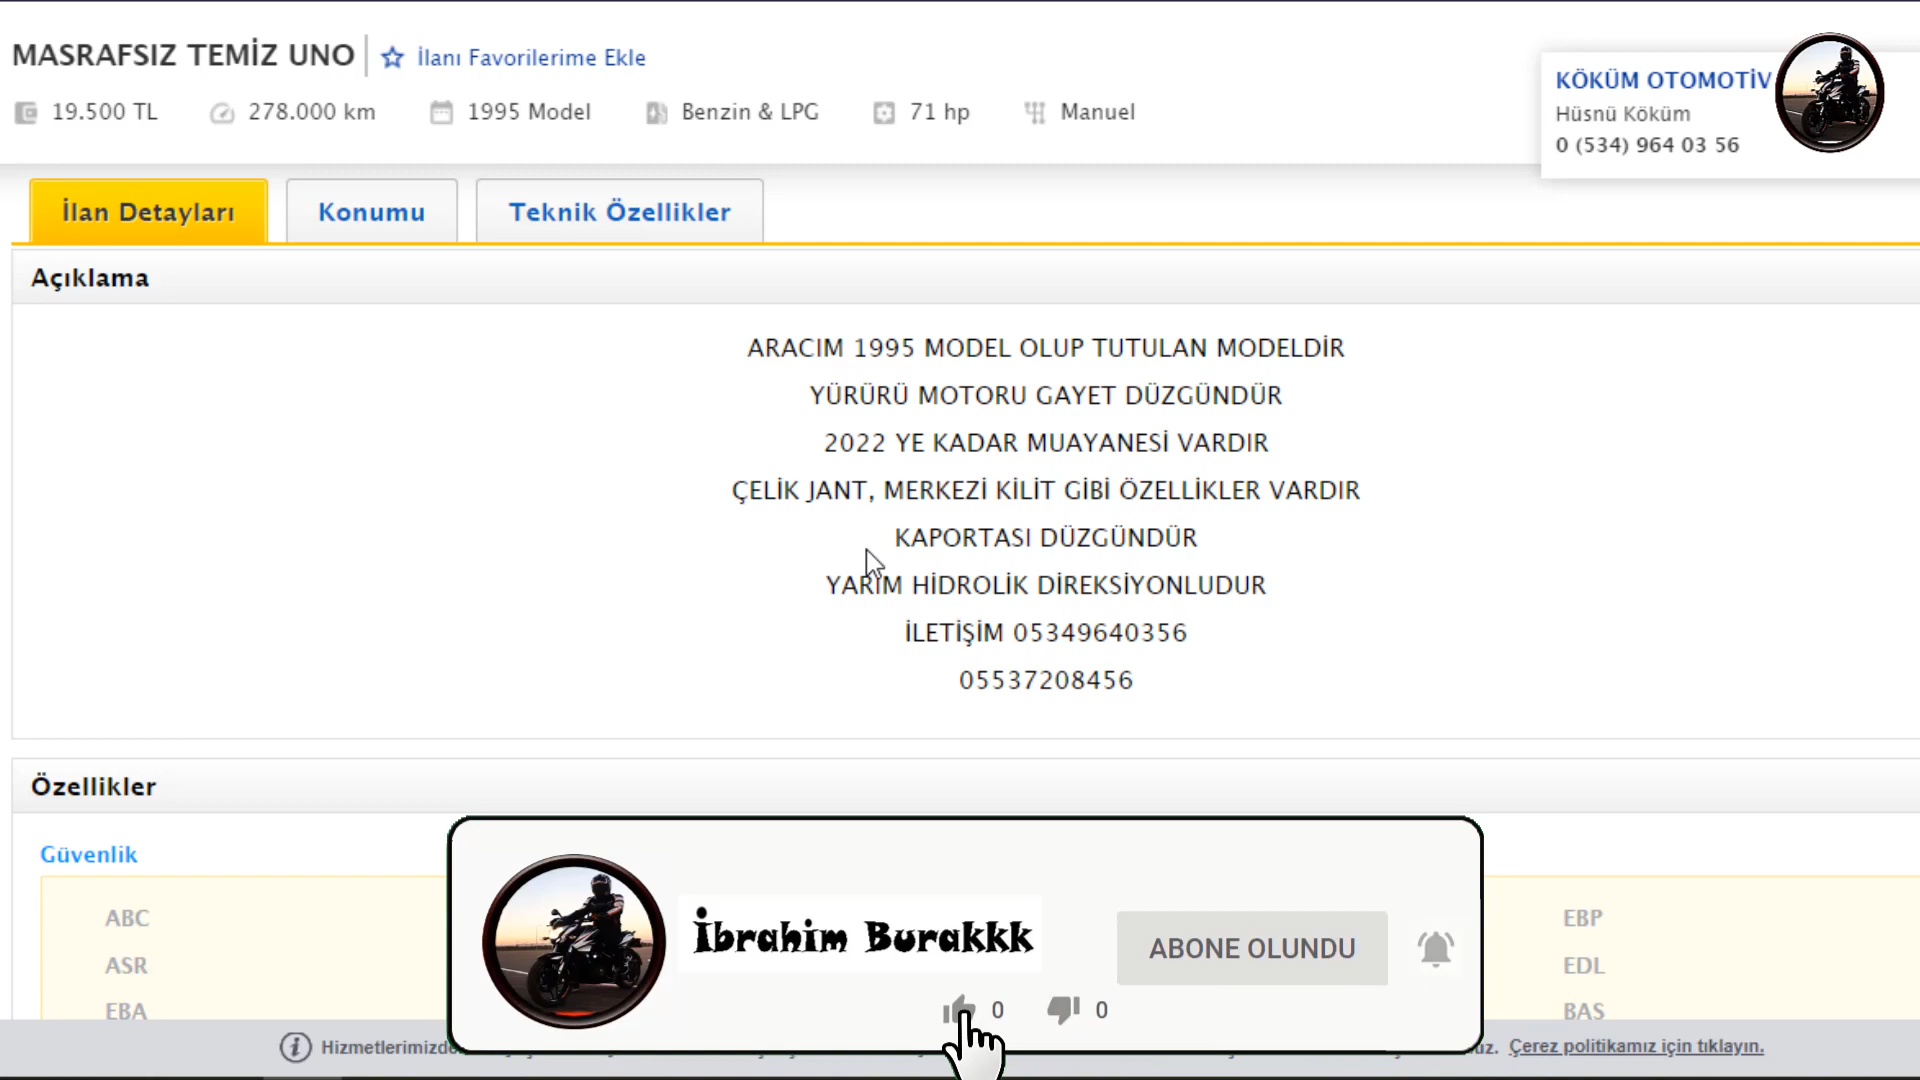 MASRAFSIZ TEMİZ UNO
İlanı Favorilerime Ekle
19.500 TL
278.000 km
1995 Model
Benzin & LPG
71 hp
Manuel
KÖKÜM OTOMOTİV
Hüsnü Köküm
0 (534) 964 03 56
İlan Detayları
Konumu
Teknik Özellikler
Açıklama
ARACIM 1995 MODEL OLUP TUTULAN MODELDİR
YÜRÜRÜ MOTORU GAYET DÜZGÜNDÜR
2022 YE KADAR MUAYANESİ VARDIR
ÇELİK JANT, MERKEZİ KİLİT GİBİ ÖZELLİKLER VARDIR
KAPORTASI DÜZGÜNDÜR
YARIM HİDROLİK DİREKSİYONLUDUR
İLETİŞİM 05349640356
05537208456
Özellikler
Güvenlik
ABC
EBP
ASR
EDL
EBA
BAS
İbrahim Burakkk
ABONE OLUNDU
0
0
Çerez politikamız için tıklayın.